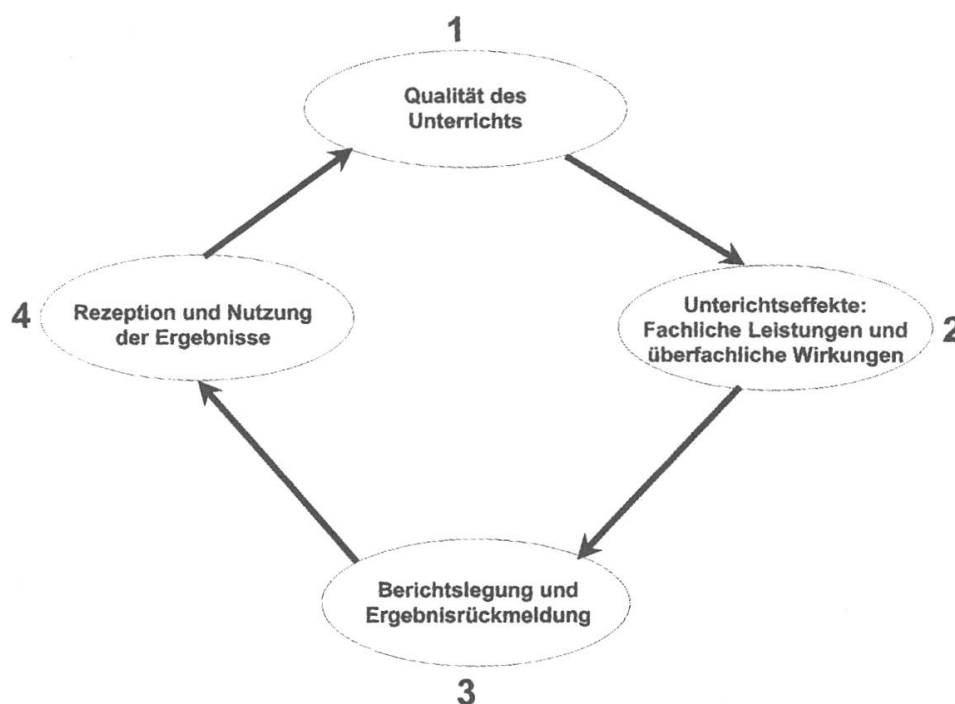 1
Qualität des
Unterrichts
4
Rezeption und Nutzung
der Ergebnisse
Unterichtseffekte:
Fachliche Leistungen und
überfachliche Wirkungen
2
Berichtslegung und
Ergebnisrückmeldung
3